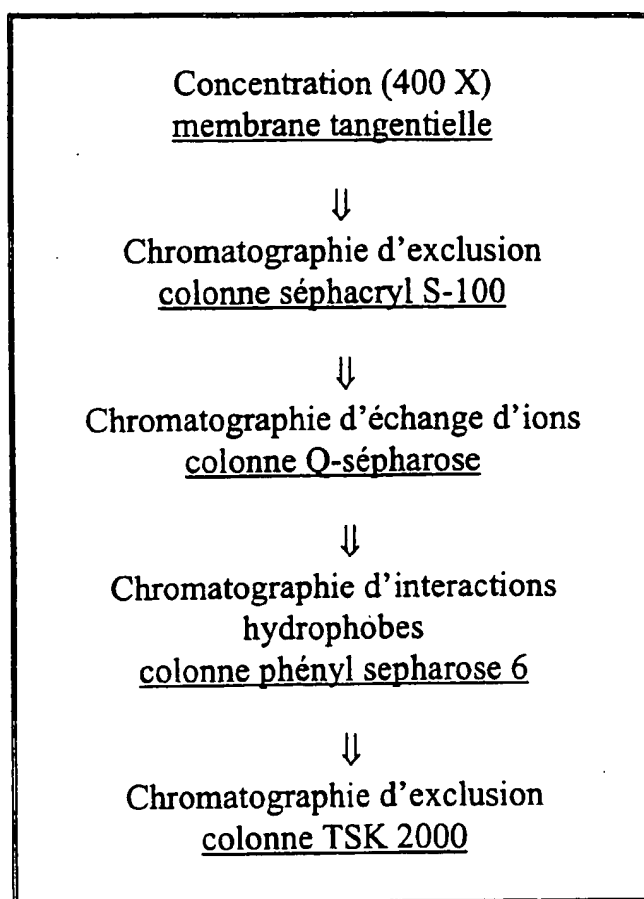 Concentration (400 X)
membrane tangentielle
⇓
Chromatographie d'exclusion
colonne séphacryl S-100
⇓
Chromatographie d'échange d'ions
colonne Q-sépharose
⇓
Chromatographie d'interactions
hydrophobes
colonne phényl sepharose 6
⇓
Chromatographie d'exclusion
colonne TSK 2000